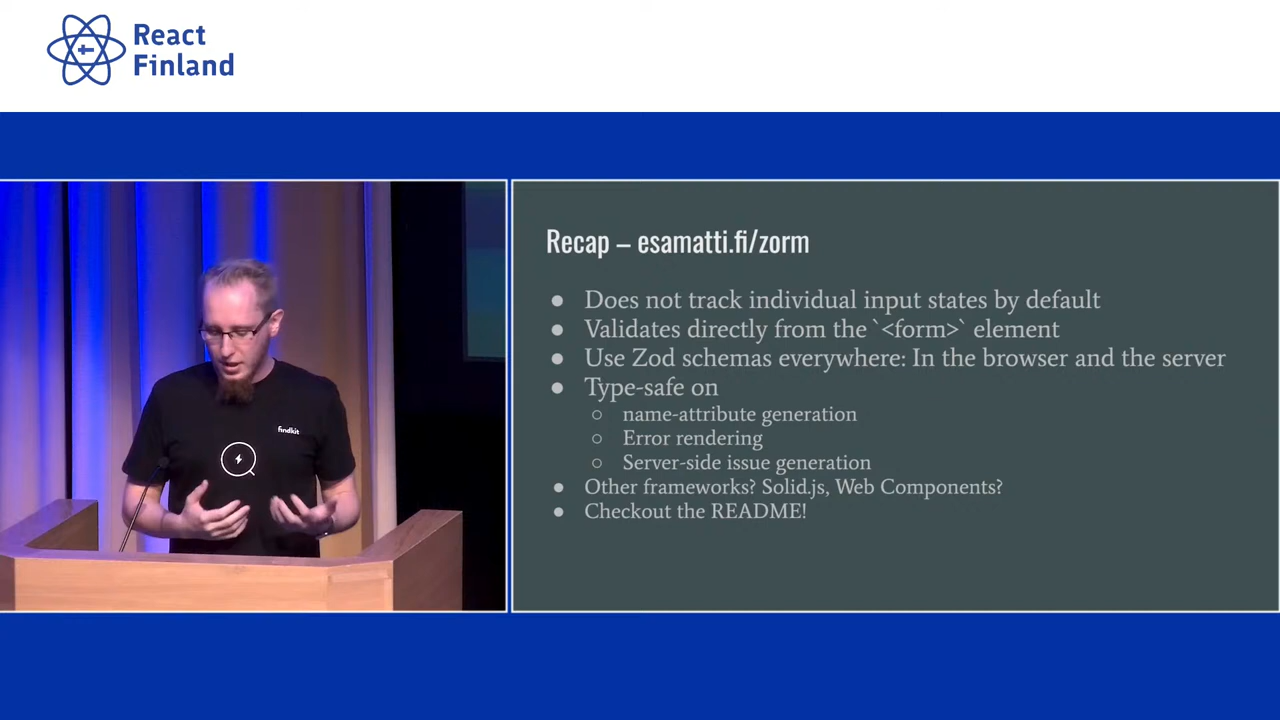 React
Finland
findkit
Recap – esamatti.fi/zorm
● Does not track individual input states by default
● Validates directly from the `<form>` element
● Use Zod schemas everywhere: In the browser and the server
● Type-safe on
○ name-attribute generation
○ Error rendering
○ Server-side issue generation
● Other frameworks? Solid.js, Web Components?
● Checkout the README!